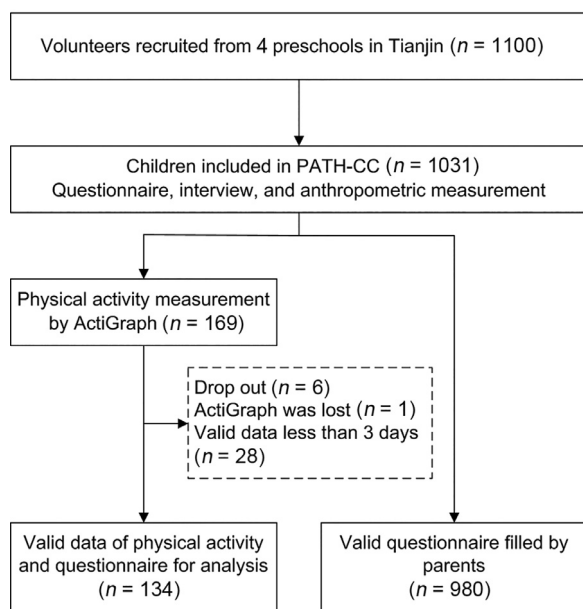 Volunteers recruited from 4 preschools in Tianjin (n = 1100)
Children included in PATH-CC (n = 1031)
Questionnaire, interview, and anthropometric measurement
Physical activity measurement
by ActiGraph (n = 169)
Drop out (n = 6)
ActiGraph was lost (n = 1)
Valid data less than 3 days
(n = 28)
Valid data of physical activity
and questionnaire for analysis
(n = 134)
Valid questionnaire filled by
parents
(n = 980)